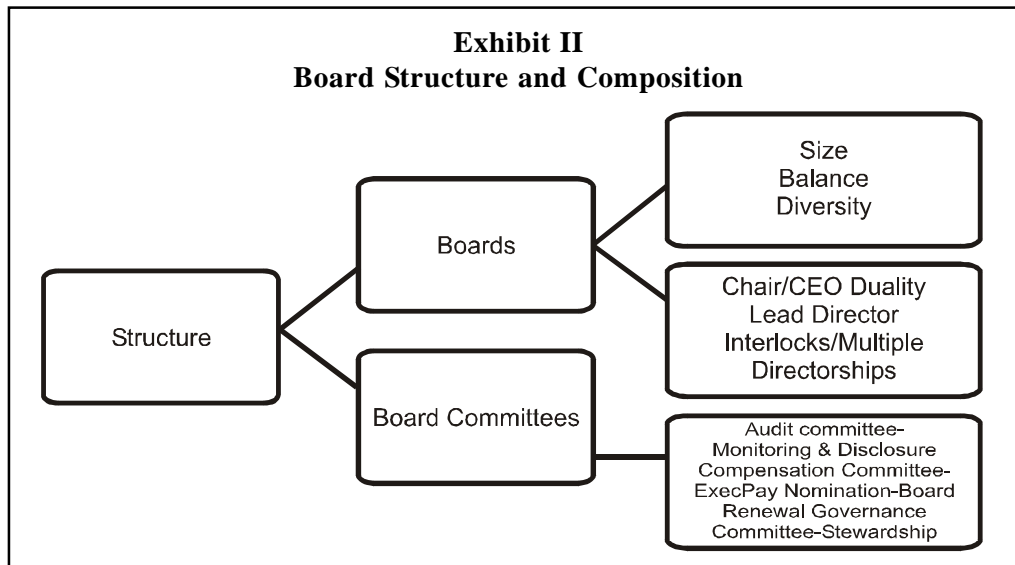 Exhibit II
Board Structure and Composition
Structure
Boards
Board Committees
Size
Balance
Diversity
Chair/CEO Duality
Lead Director
Interlocks/Multiple
Directorships
Audit committee-
Monitoring & Disclosure
Compensation Committee-
ExecPay Nomination-Board
Renewal Governance
Committee-Stewardship